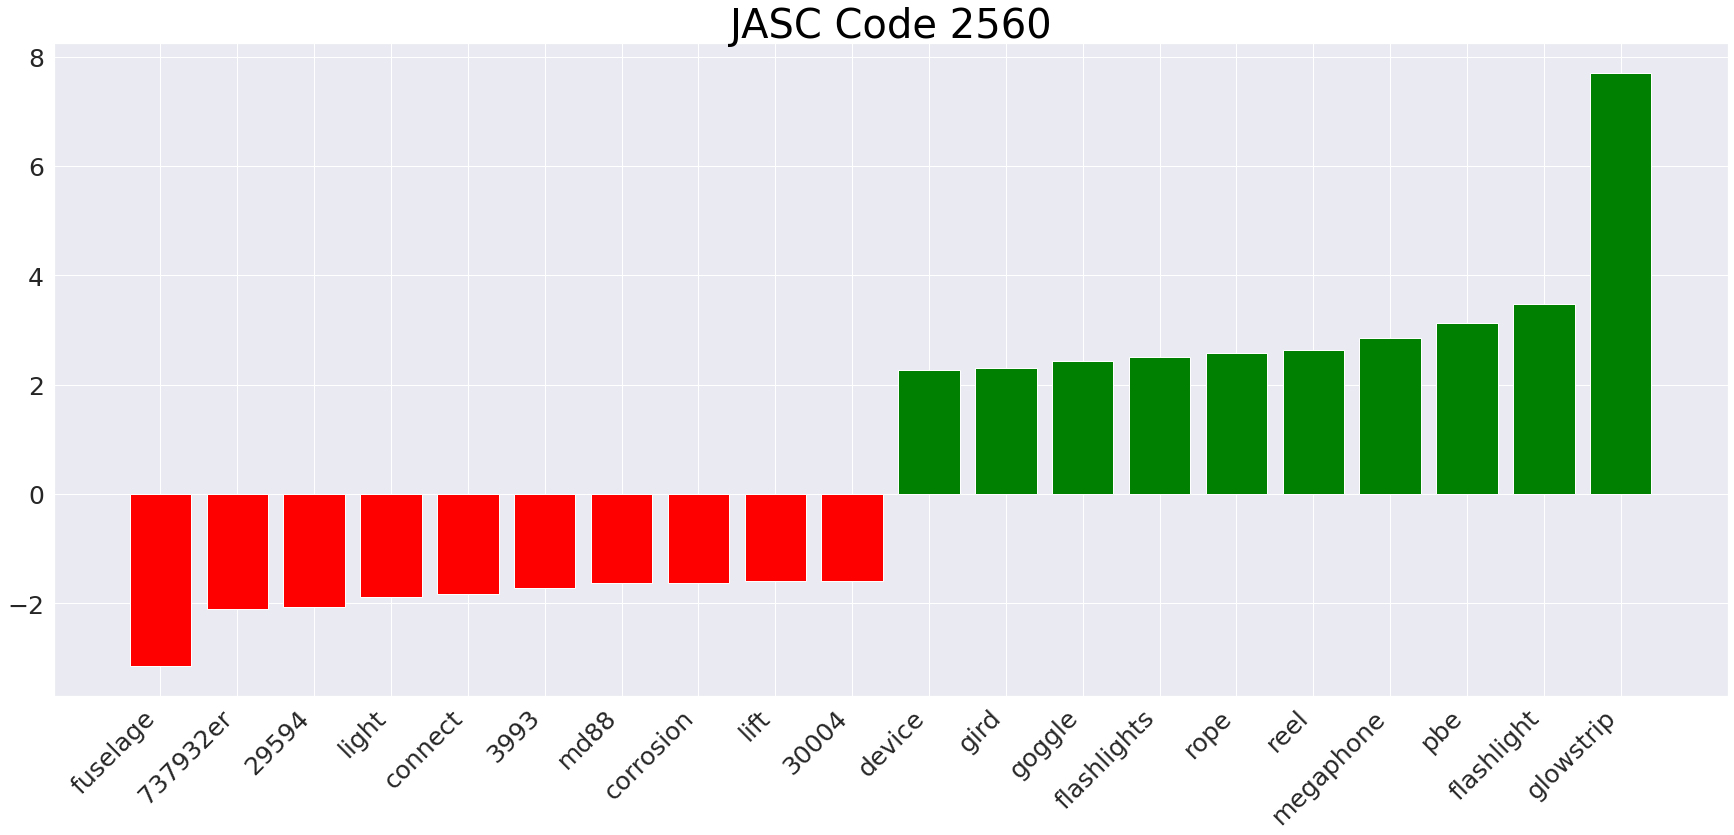 JASC Code 2560
8
6
4
2
0
−2
fuselage
737932er
29594
light
connect
3993
md88
corrosion
lift
30004
device
gird
goggle
flashlights
rope
reel
megaphone
pbe
flashlight
glowstrip